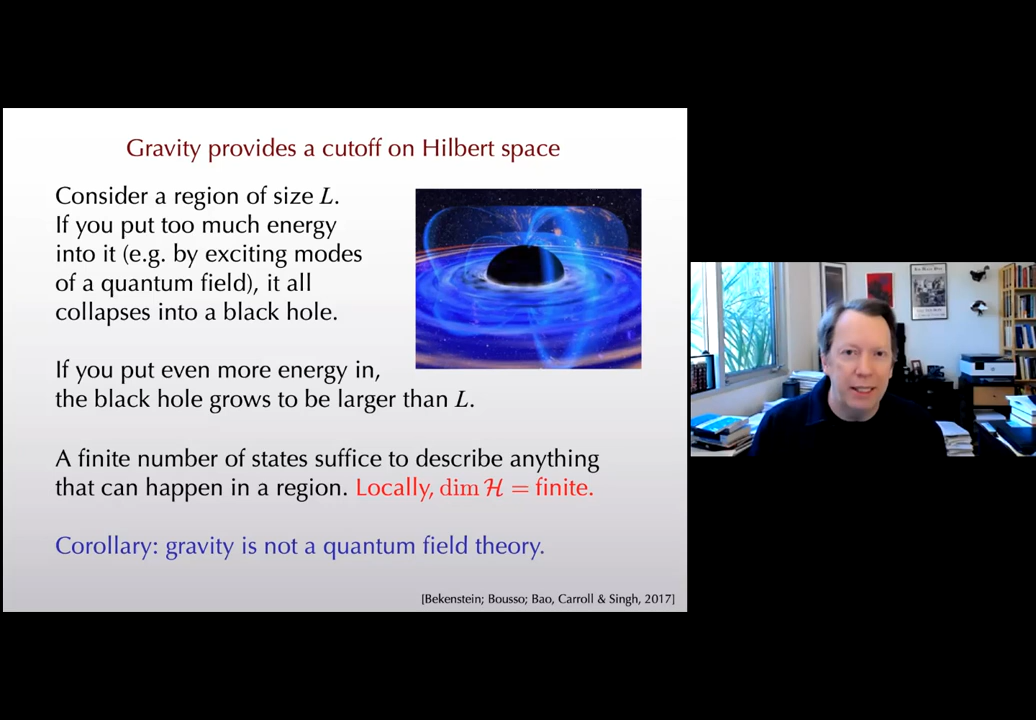 Gravity provides a cutoff on Hilbert space
Consider a region of size L.
If you put too much energy
into it (e.g. by exciting modes
of a quantum field), it all
collapses into a black hole.
If you put even more energy in,
the black hole grows to be larger than L.
A finite number of states suffice to describe anything
that can happen in a region. Locally, dim ℋ = finite.
Corollary: gravity is not a quantum field theory.
[Bekenstein; Bousso; Bao, Carroll & Singh, 2017]